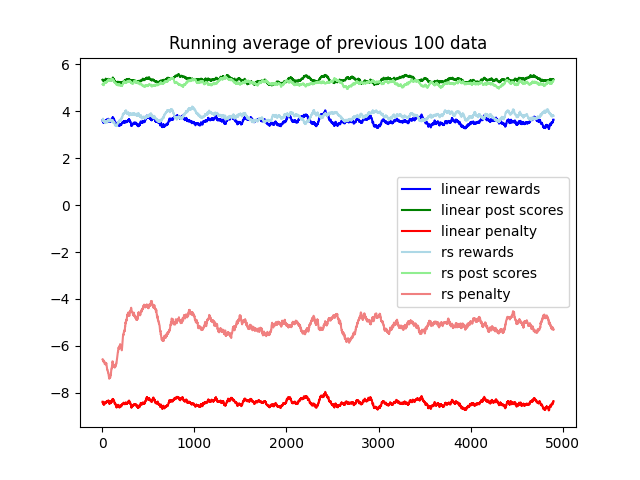 Running average of previous 100 data
6
4
2
0
−2
−4
−6
−8
linear rewards
linear post scores
linear penalty
rs rewards
rs post scores
rs penalty
0 1000 2000 3000 4000 5000